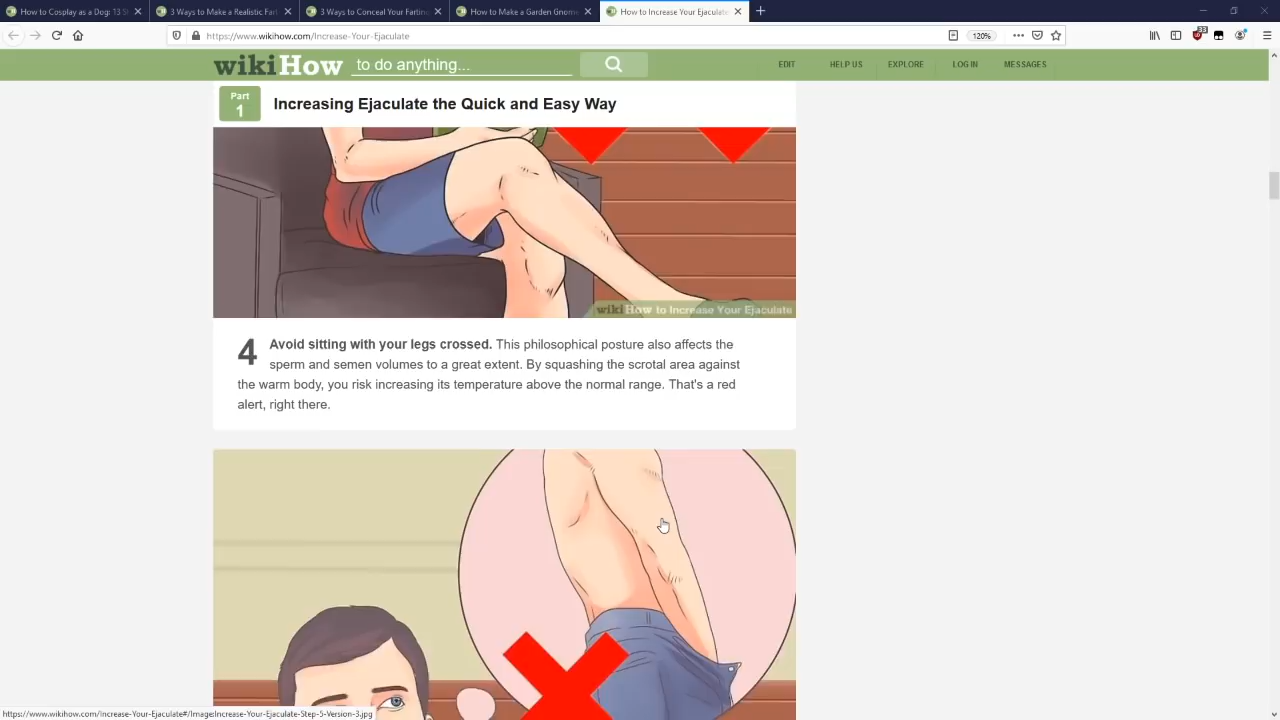 How to Cosplay as a Dog: 13 S
3 Ways to Make a Realistic Fart
3 Ways to Conceal Your Farting
How to Make a Garden Gnome
How to Increase Your Ejaculate
https://www.wikihow.com/Increase-Your-Ejaculate
120%
33
wikiHow to do anything...
EDIT
HELP US
EXPLORE
LOG IN
MESSAGES
Part
1
Increasing Ejaculate the Quick and Easy Way
wikiHow to Increase Your Ejaculate
4 Avoid sitting with your legs crossed. This philosophical posture also affects the
sperm and semen volumes to a great extent. By squashing the scrotal area against
the warm body, you risk increasing its temperature above the normal range. That's a red
alert, right there.
https://www.wikihow.com/Increase-Your-Ejaculate#/Image:Increase-Your-Ejaculate-Step-5-Version-3.jpg